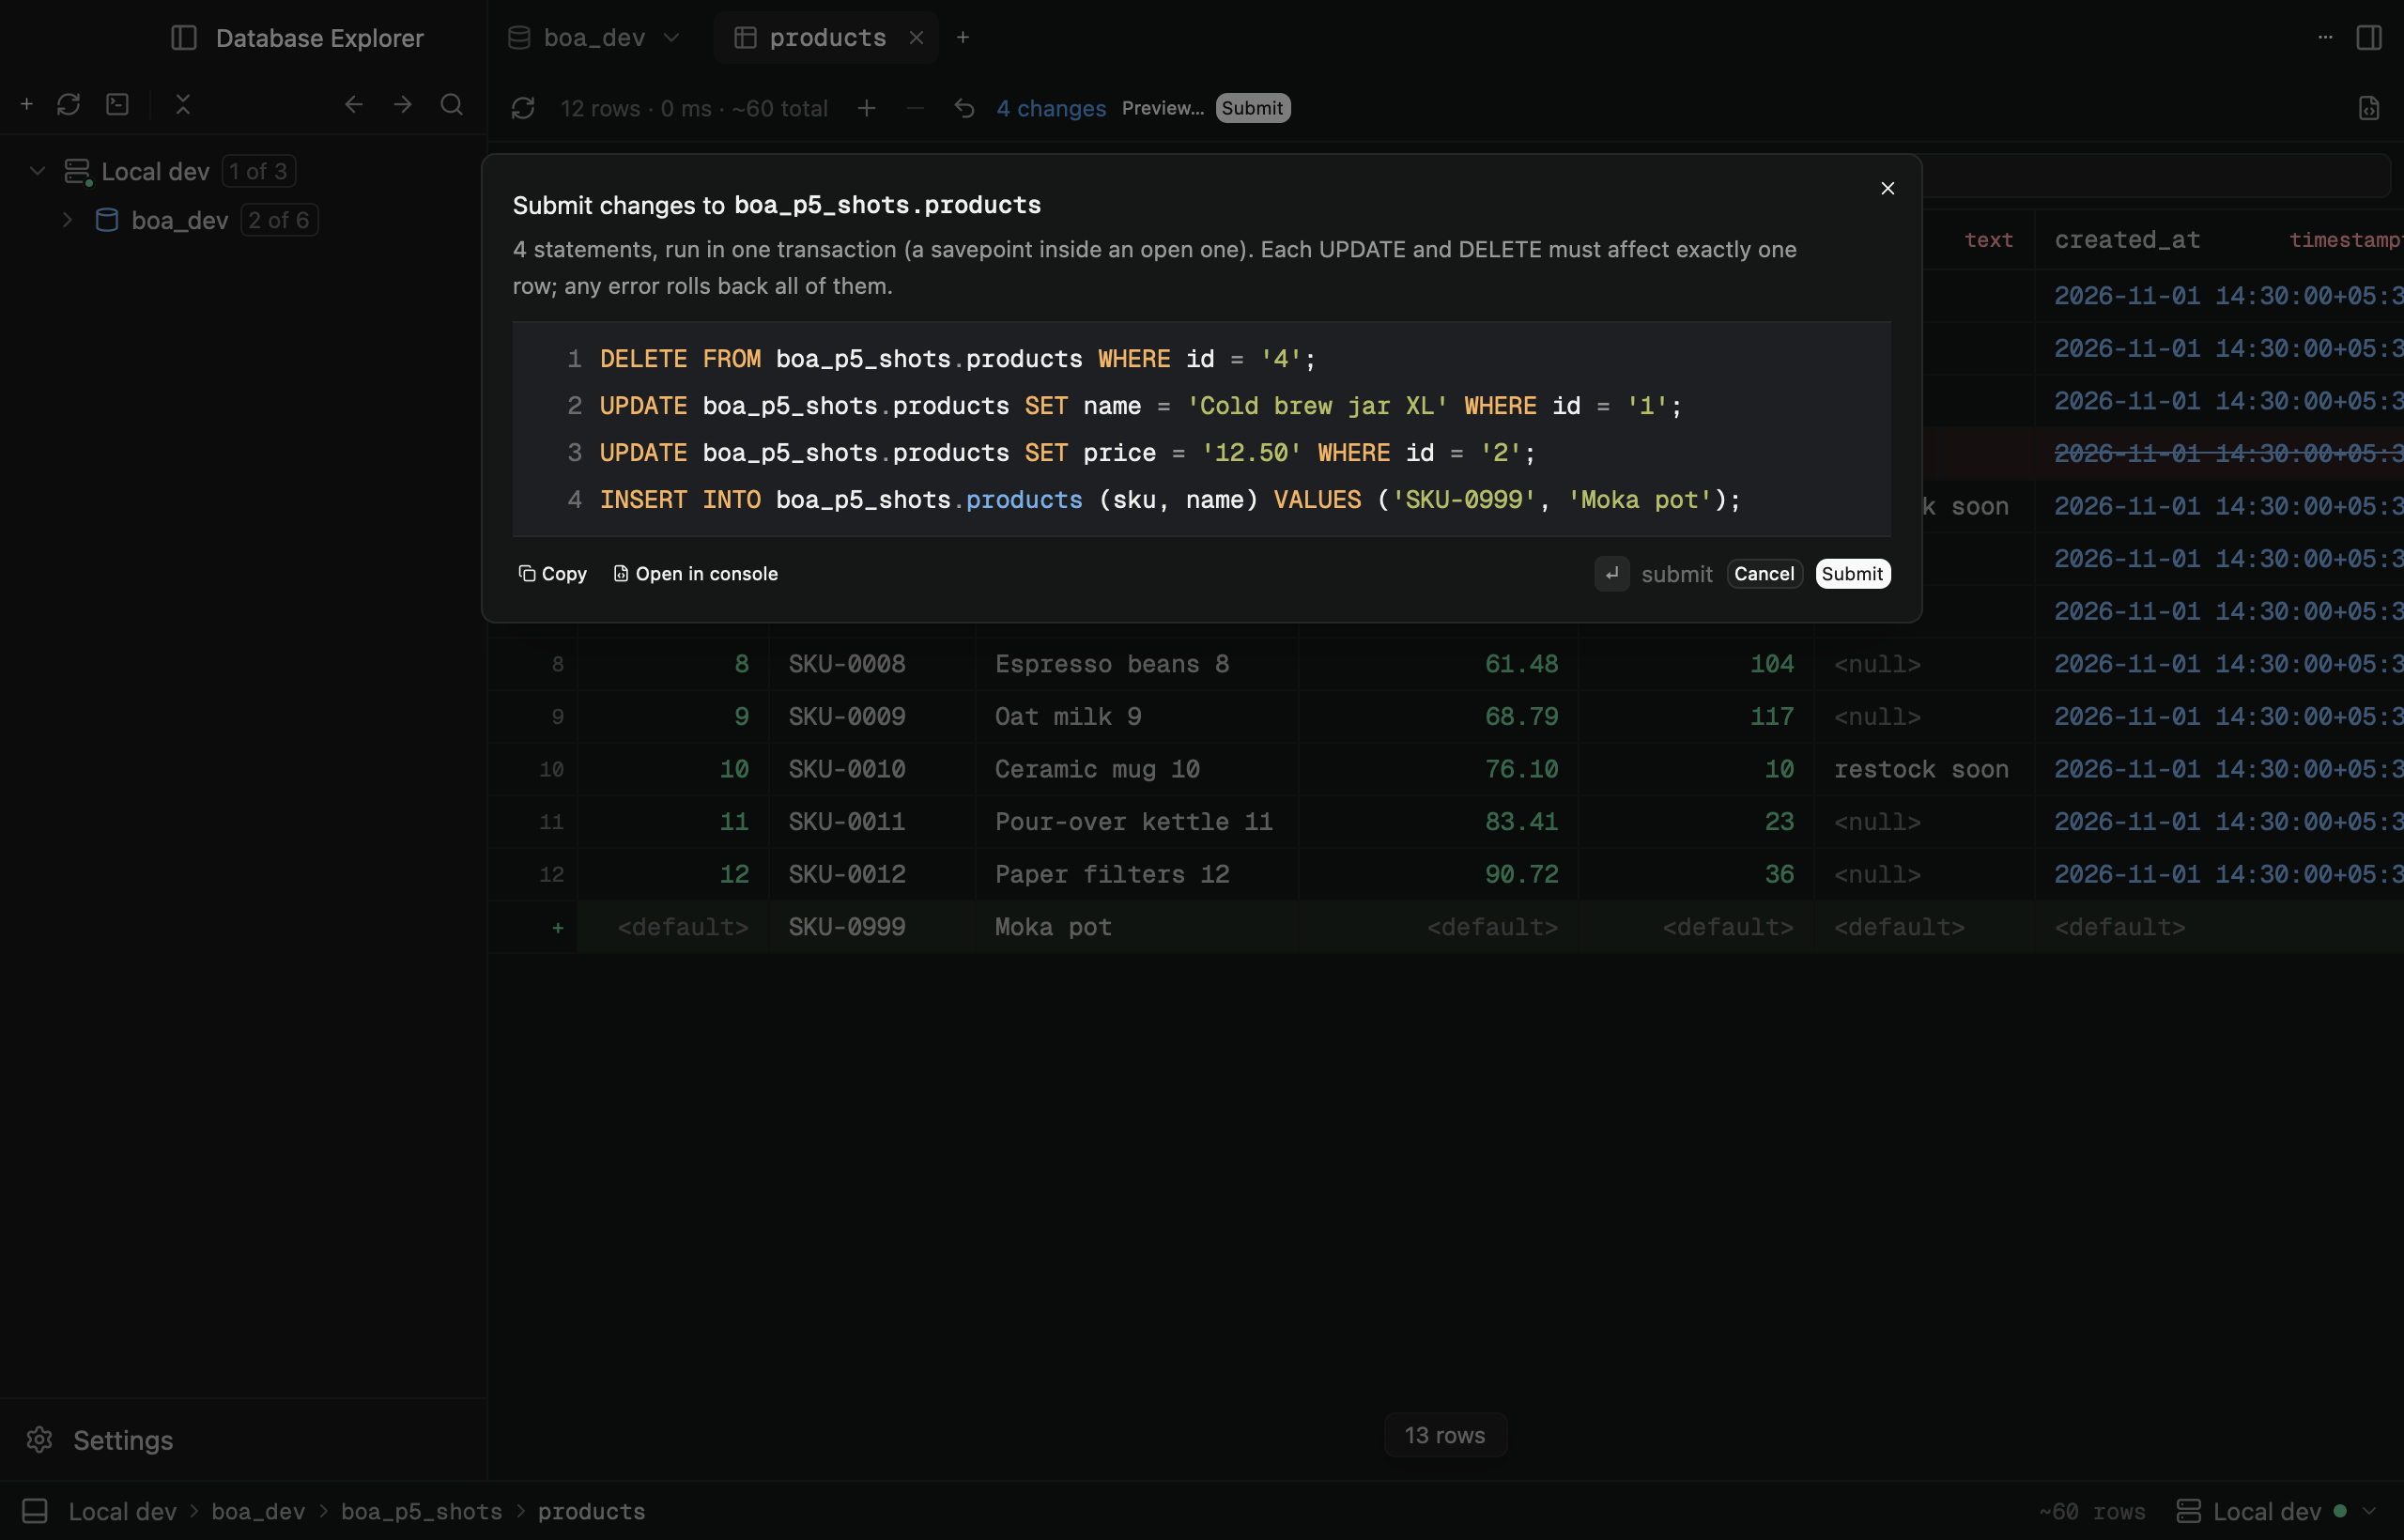 Database Explorer
boa_dev
products
12 rows · 0 ms · ~60 total
4 changes
Preview...
Submit
Local dev 1 of 3
boa_dev 2 of 6
Submit changes to boa_p5_shots.products
4 statements, run in one transaction (a savepoint inside an open one). Each UPDATE and DELETE must affect exactly one
row; any error rolls back all of them.
1 DELETE FROM boa_p5_shots.products WHERE id = '4';
2 UPDATE boa_p5_shots.products SET name = 'Cold brew jar XL' WHERE id = '1';
3 UPDATE boa_p5_shots.products SET price = '12.50' WHERE id = '2';
4 INSERT INTO boa_p5_shots.products (sku, name) VALUES ('SKU-0999', 'Moka pot');
Copy
Open in console
submit
Cancel
Submit
text created_at timestamp
2026-11-01 14:30:00+05:3
2026-11-01 14:30:00+05:3
2026-11-01 14:30:00+05:3
2026-11-01 14:30:00+05:3
k soon 2026-11-01 14:30:00+05:3
2026-11-01 14:30:00+05:3
2026-11-01 14:30:00+05:3
8 8 SKU-0008 Espresso beans 8 61.48 104 <null> 2026-11-01 14:30:00+05:3
9 9 SKU-0009 Oat milk 9 68.79 117 <null> 2026-11-01 14:30:00+05:3
10 10 SKU-0010 Ceramic mug 10 76.10 10 restock soon 2026-11-01 14:30:00+05:3
11 11 SKU-0011 Pour-over kettle 11 83.41 23 <null> 2026-11-01 14:30:00+05:3
12 12 SKU-0012 Paper filters 12 90.72 36 <null> 2026-11-01 14:30:00+05:3
+ <default> SKU-0999 Moka pot <default> <default> <default> <default>
13 rows
Settings
Local dev > boa_dev > boa_p5_shots > products
~60 rows
Local dev